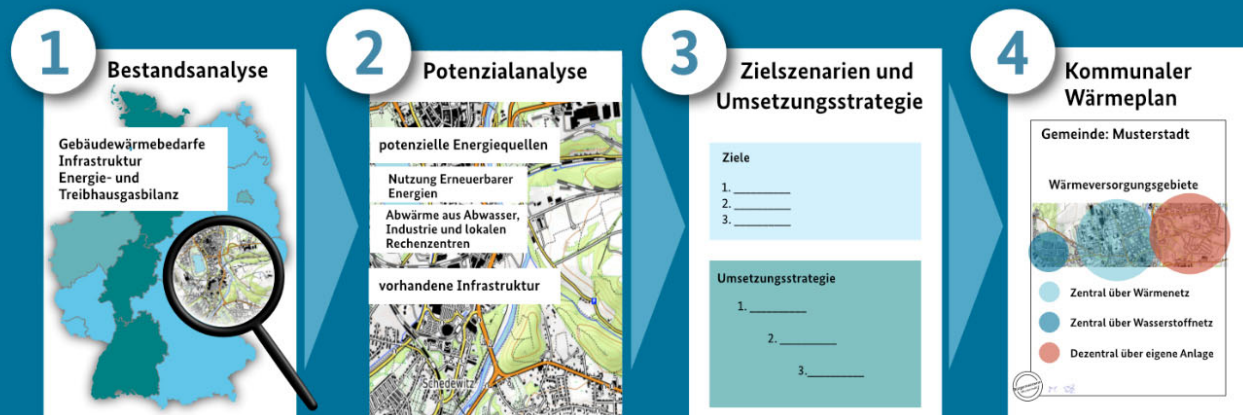 1
Bestandsanalyse
Gebäudewärmebedarfe
Infrastruktur
Energie- und
Treibhausgasbilanz
2
Potenzialanalyse
potenzielle Energiequellen
Nutzung Erneuerbarer
Energien
Abwärme aus Abwasser,
Industrie und lokalen
Rechenzentren
vorhandene Infrastruktur
Schedewitz
3
Zielszenarien und
Umsetzungsstrategie
Ziele
1. _________
2. _________
3. _________
Umsetzungsstrategie
1. _________
2. _________
3. _________
4
Kommunaler
Wärmeplan
Gemeinde: Musterstadt
Wärmeversorgungsgebiete
Zentral über Wärmenetz
Zentral über Wasserstoffnetz
Dezentral über eigene Anlage